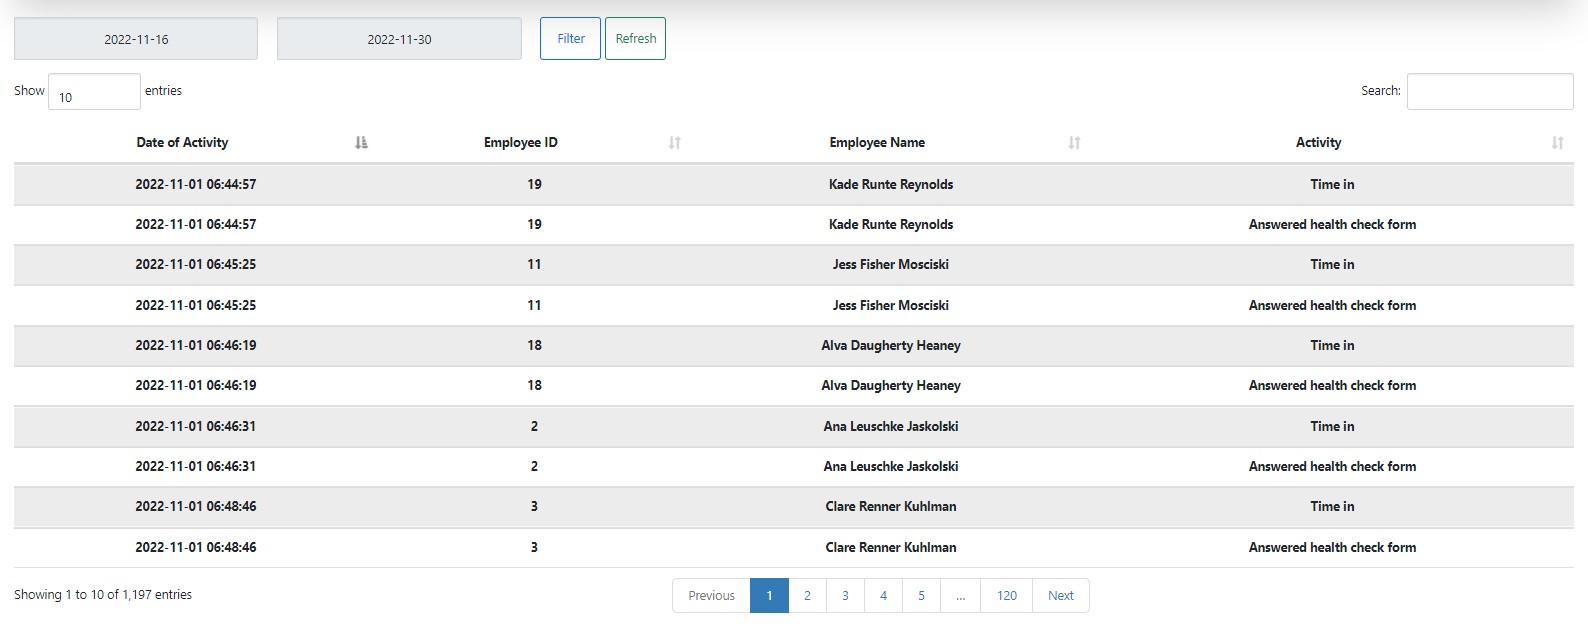 2022-11-16 2022-11-30 Filter Refresh
Show 10 entries Search:
Date of Activity Employee ID Employee Name Activity
2022-11-01 06:44:57 19 Kade Runte Reynolds Time in
2022-11-01 06:44:57 19 Kade Runte Reynolds Answered health check form
2022-11-01 06:45:25 11 Jess Fisher Mosciski Time in
2022-11-01 06:45:25 11 Jess Fisher Mosciski Answered health check form
2022-11-01 06:46:19 18 Alva Daugherty Heaney Time in
2022-11-01 06:46:19 18 Alva Daugherty Heaney Answered health check form
2022-11-01 06:46:31 2 Ana Leuschke Jaskolski Time in
2022-11-01 06:46:31 2 Ana Leuschke Jaskolski Answered health check form
2022-11-01 06:48:46 3 Clare Renner Kuhlman Time in
2022-11-01 06:48:46 3 Clare Renner Kuhlman Answered health check form
Showing 1 to 10 of 1,197 entries Previous 1 2 3 4 5 ... 120 Next